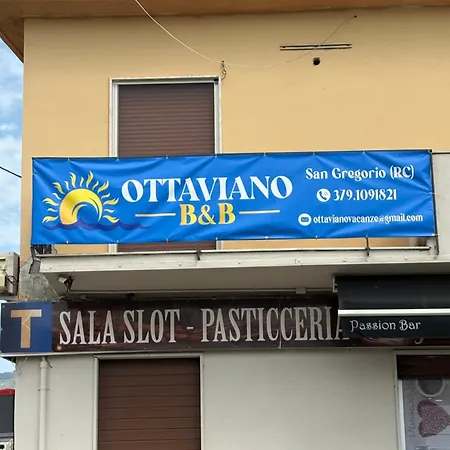 OTTAVIANO
B&B
San Gregorio (RC)
379.1091821
ottavianovacanze@gmail.com
T
SALA SLOT - PASTICCERIA
Passion Bar